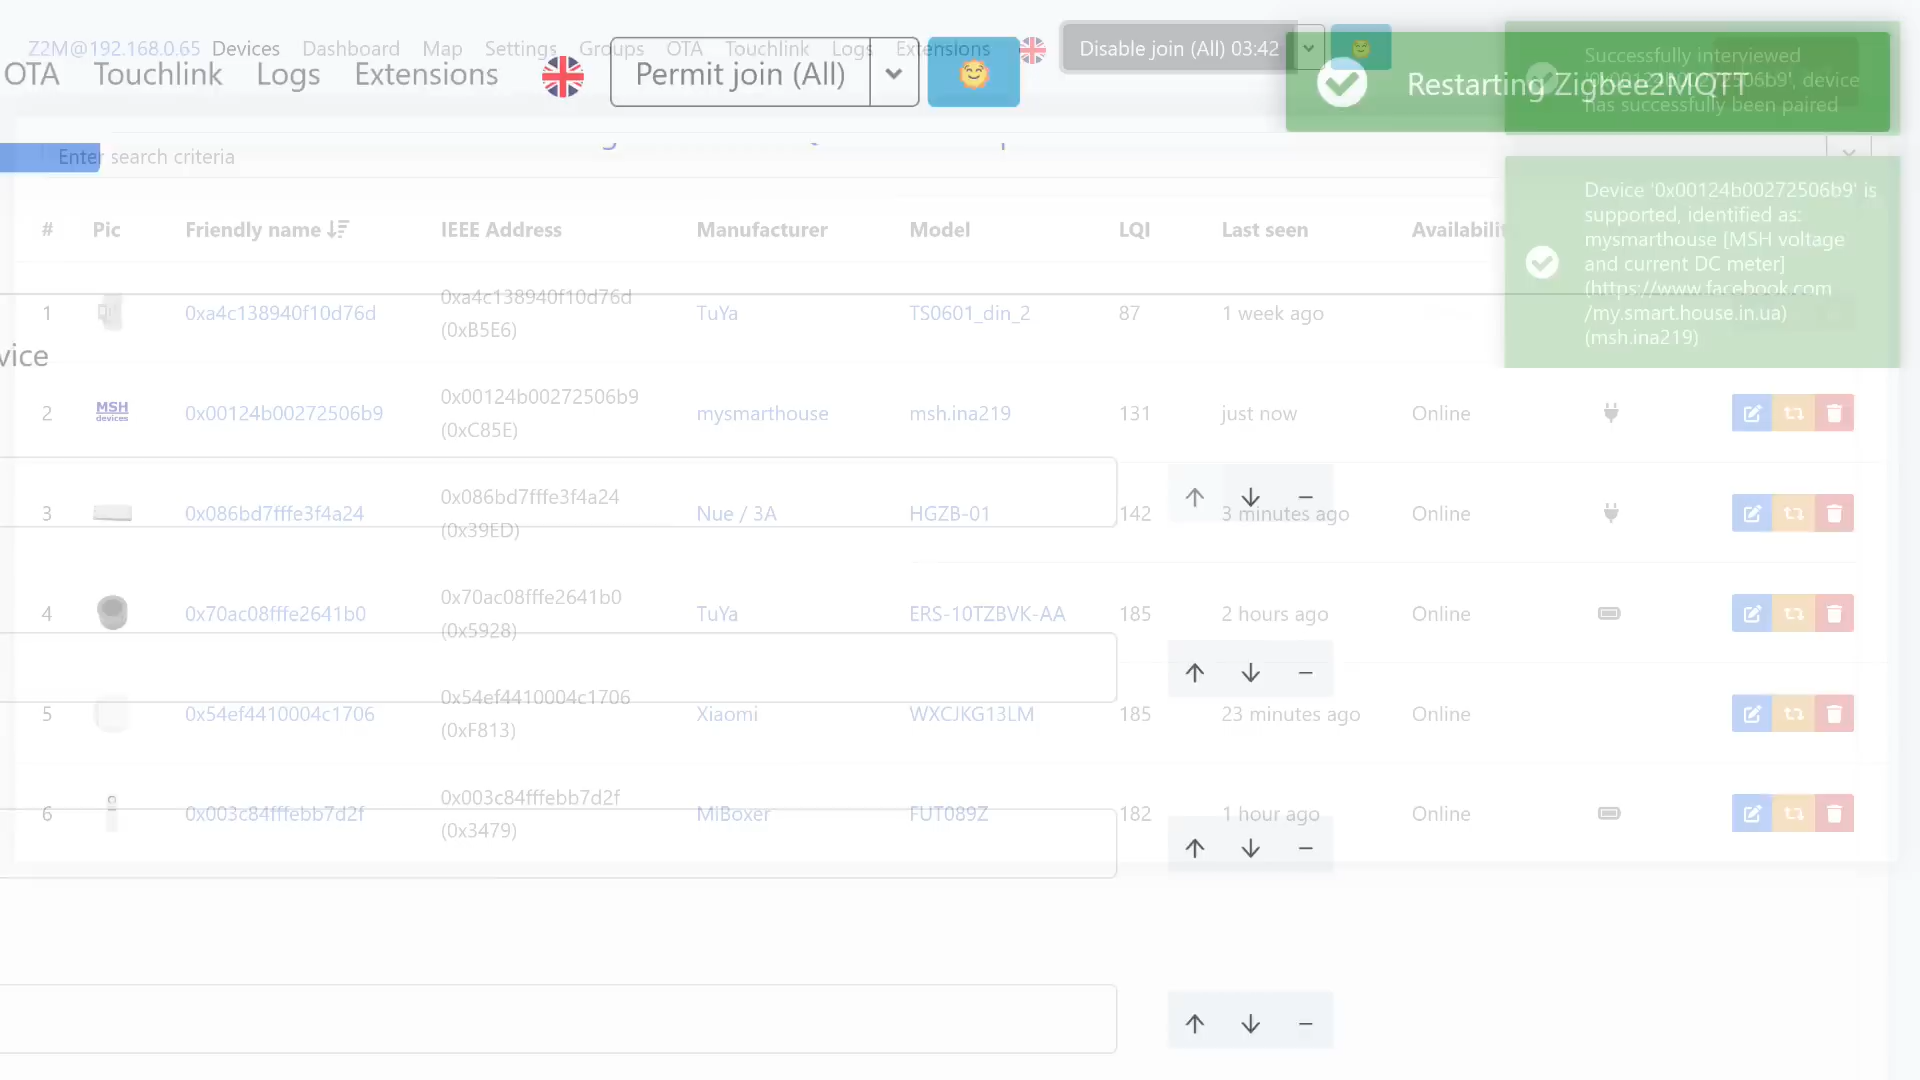 Z2M@192.168.0.65 Devices Dashboard Map Settings Groups OTA Touchlink Logs Extensions Disable join (All) 03:42
OTA Touchlink Logs Extensions Permit join (All)
Restarting Zigbee2MQTT
Successfully interviewed
'0x00124b00272506b9', device
has successfully been paired
Enter search criteria
Device '0x00124b00272506b9' is
supported, identified as:
mysmarthouse [MSH voltage
and current DC meter]
(https://www.facebook.com
/my.smart.house.in.ua)
(msh.ina219)
# Pic Friendly name IEEE Address Manufacturer Model LQI Last seen
1 0xa4c138940f10d76d 0xa4c138940f10d76d TuYa TS0601_din_2 87 1 week ago
(0xB5E6)
vice
2 MSH devices 0x00124b00272506b9 0x00124b00272506b9 mysmarthouse msh.ina219 131 just now Online
(0xC85E)
3 0x086bd7fffe3f4a24 0x086bd7fffe3f4a24 Nue / 3A HGZB-01 142 3 minutes ago Online
(0x39ED)
4 0x70ac08fffe2641b0 0x70ac08fffe2641b0 TuYa ERS-10TZBVK-AA 185 2 hours ago Online
(0x5928)
5 0x54ef4410004c1706 0x54ef4410004c1706 Xiaomi WXCJKG13LM 185 23 minutes ago Online
(0xF813)
6 0x003c84fffebb7d2f 0x003c84fffebb7d2f MiBoxer FUT089Z 182 1 hour ago Online
(0x3479)